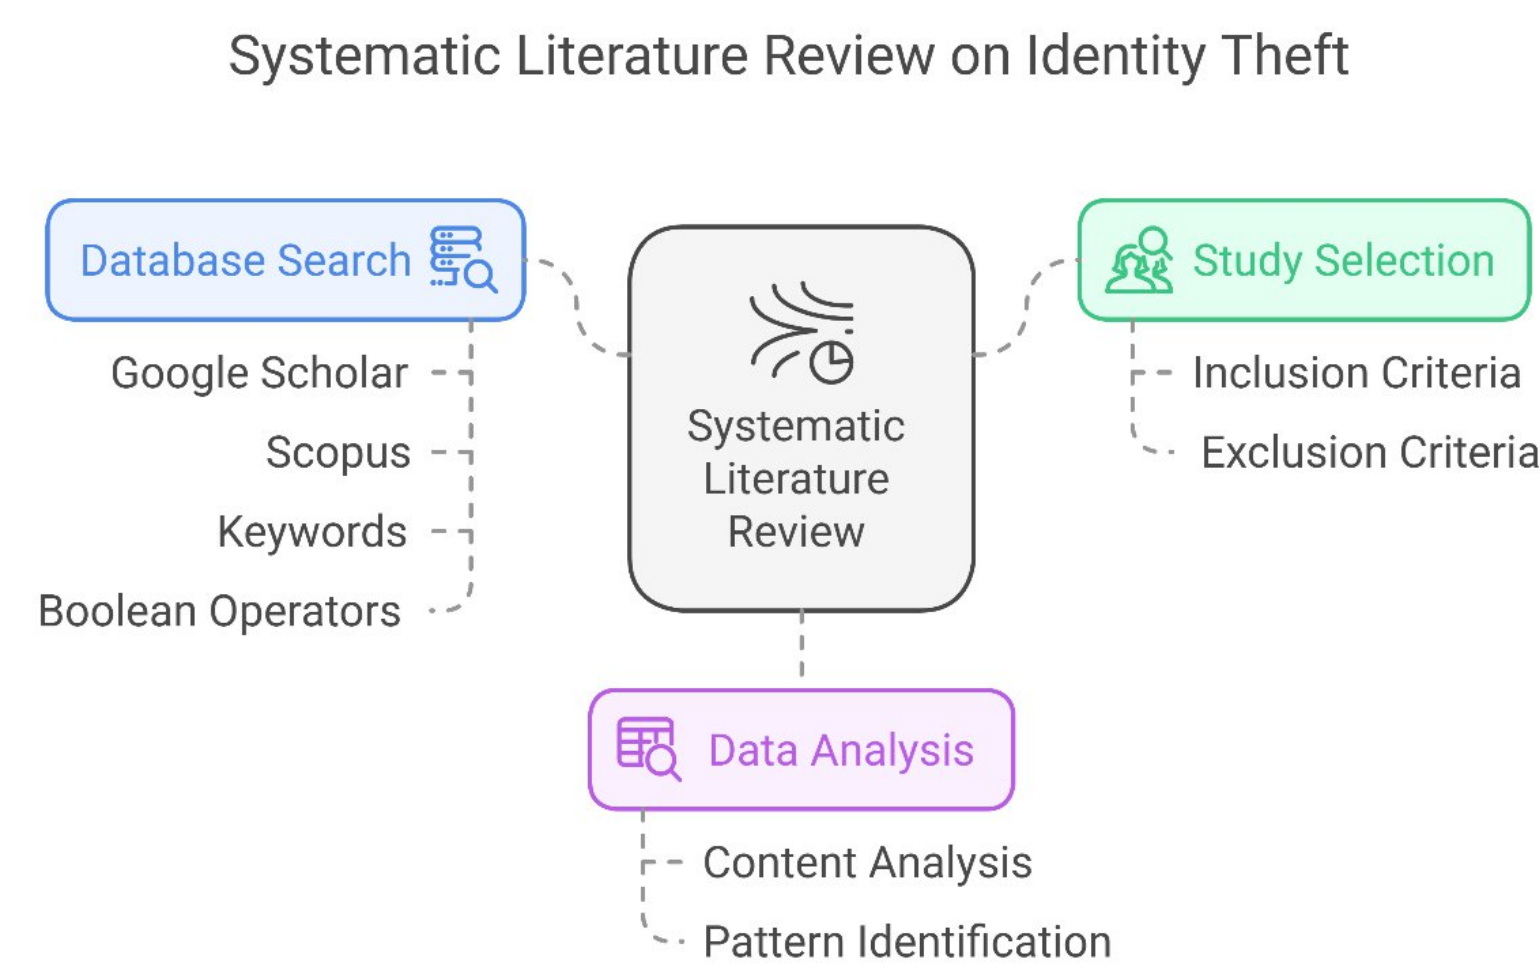 Systematic Literature Review on Identity Theft
Database Search
Google Scholar
Scopus
Keywords
Boolean Operators
Systematic
Literature
Review
Study Selection
Inclusion Criteria
Exclusion Criteria
Data Analysis
Content Analysis
Pattern Identification